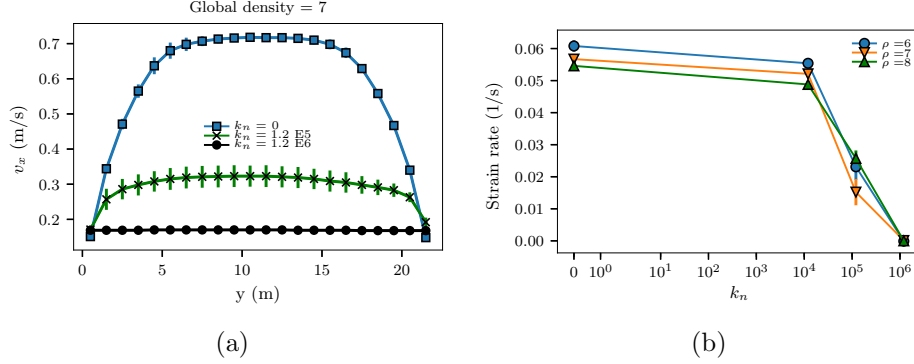 Global density = 7
0.7
0.6
0.5
0.4
0.3
0.2
v_x (m/s)
k_n = 0
k_n = 1.2 E5
k_n = 1.2 E6
0 5 10 15 20
y (m)
(a)
0.06
0.05
0.04
0.03
0.02
0.01
0.00
Strain rate (1/s)
ρ =6
ρ =7
ρ =8
0 10^0 10^1 10^2 10^3 10^4 10^5 10^6
k_n
(b)